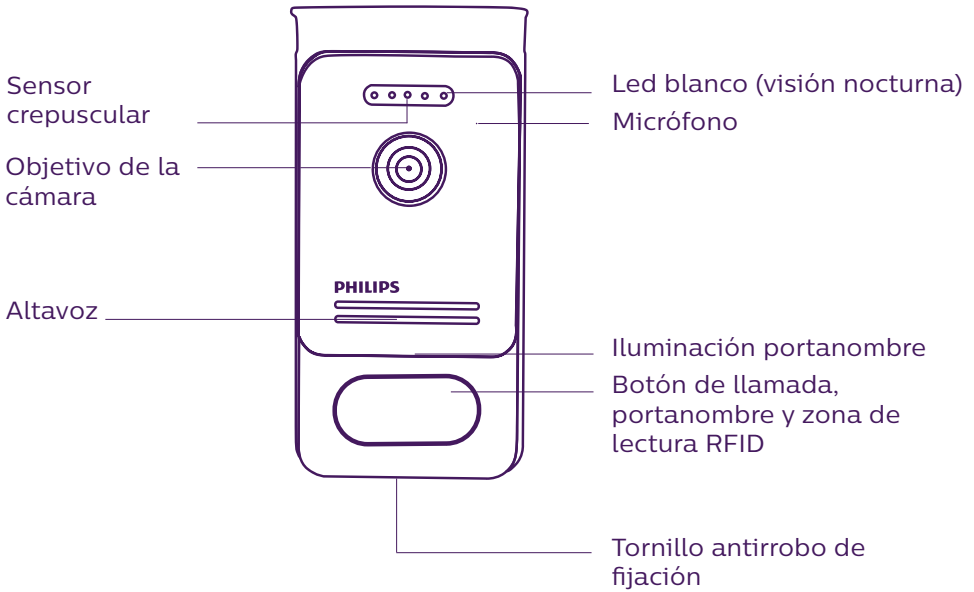 Sensor
crepuscular
Objetivo de la
cámara
Altavoz
PHILIPS
Led blanco (visión nocturna)
Micrófono
Iluminación portanombre
Botón de llamada,
portanombre y zona de
lectura RFID
Tornillo antirrobo de
fijación